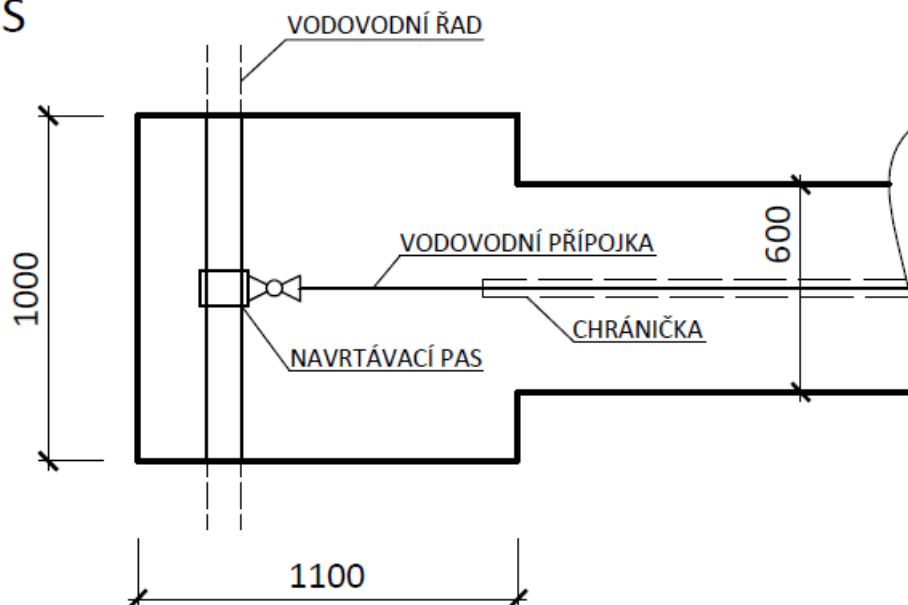 S
VODOVODNÍ ŘAD
600
VODOVODNÍ PŘÍPOJKA
1000
CHRÁNIČKA
NAVRTÁVACÍ PAS
1100